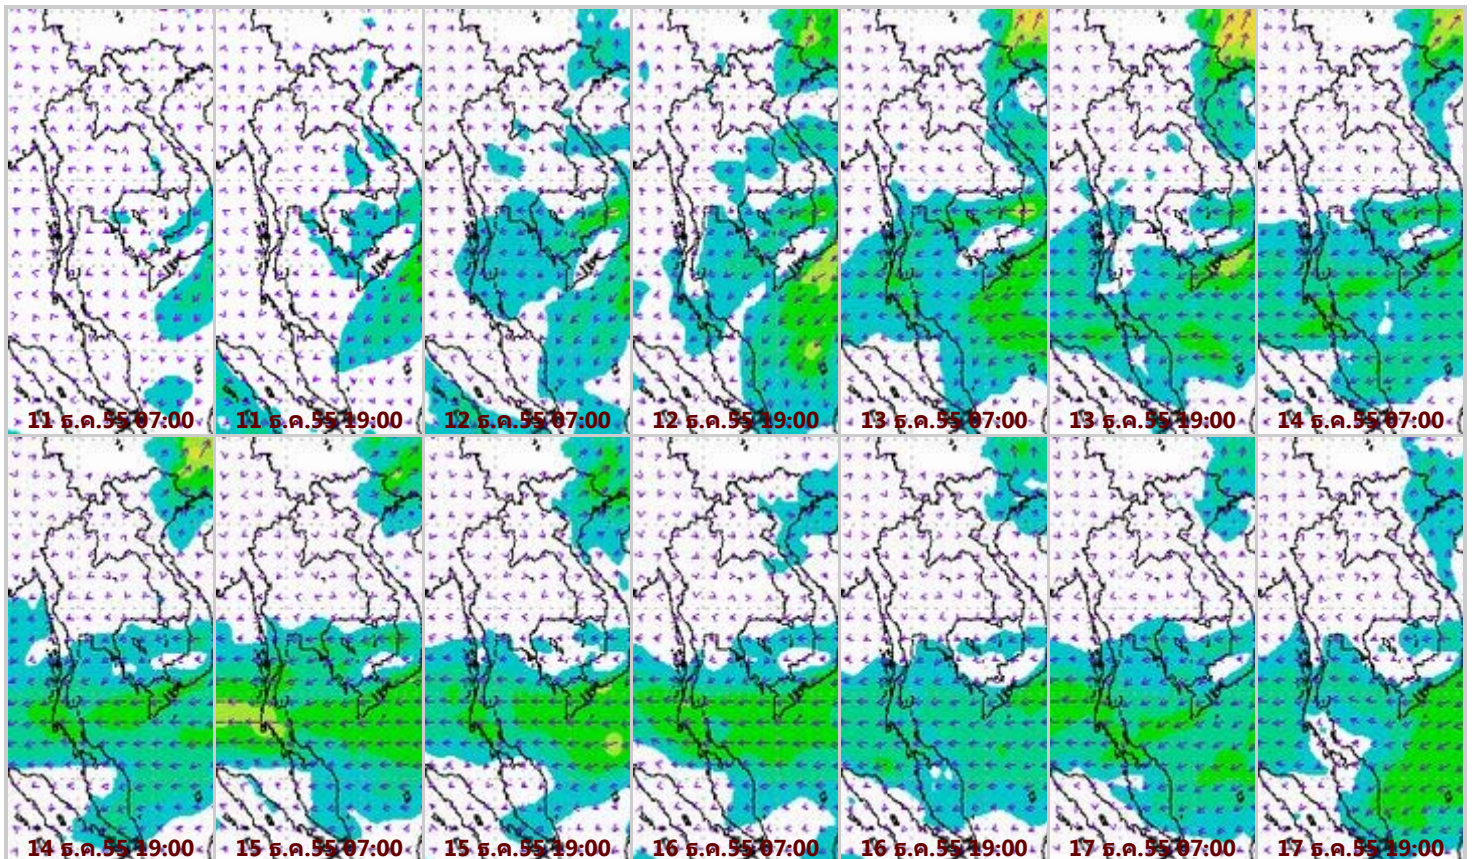 11 ธ.ค.55 07:00
11 ธ.ค.55 19:00
12 ธ.ค.55 07:00
12 ธ.ค.55 19:00
13 ธ.ค.55 07:00
13 ธ.ค.55 19:00
14 ธ.ค.55 07:00
14 ธ.ค.55 19:00
15 ธ.ค.55 07:00
15 ธ.ค.55 19:00
16 ธ.ค.55 07:00
16 ธ.ค.55 19:00
17 ธ.ค.55 07:00
17 ธ.ค.55 19:00